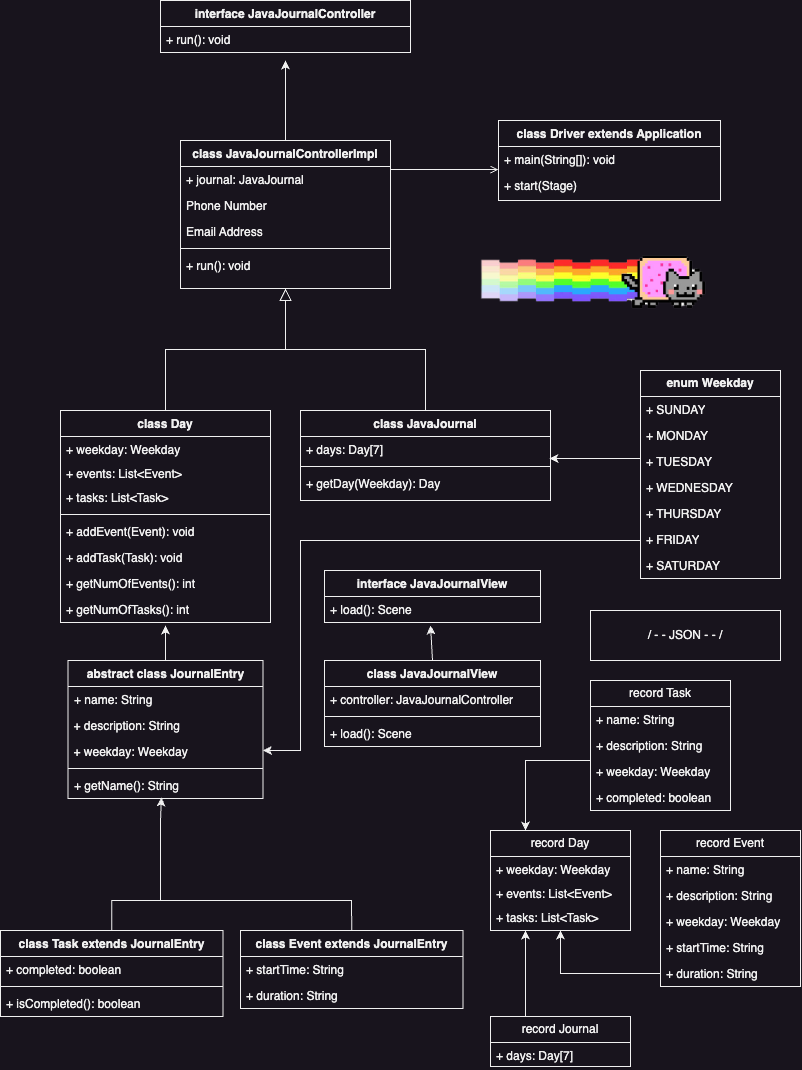 interface JavaJournalController
+ run(): void
class JavaJournalControllerImpl
+ journal: JavaJournal
Phone Number
Email Address
+ run(): void
class Driver extends Application
+ main(String[]): void
+ start(Stage)
enum Weekday
+ SUNDAY
+ MONDAY
+ TUESDAY
+ WEDNESDAY
+ THURSDAY
+ FRIDAY
+ SATURDAY
class Day
+ weekday: Weekday
+ events: List<Event>
+ tasks: List<Task>
+ addEvent(Event): void
+ addTask(Task): void
+ getNumOfEvents(): int
+ getNumOfTasks(): int
class JavaJournal
+ days: Day[7]
+ getDay(Weekday): Day
interface JavaJournalView
+ load(): Scene
class JavaJournalView
+ controller: JavaJournalController
+ load(): Scene
abstract class JournalEntry
+ name: String
+ description: String
+ weekday: Weekday
+ getName(): String
class Task extends JournalEntry
+ completed: boolean
+ isCompleted(): boolean
class Event extends JournalEntry
+ startTime: String
+ duration: String
/ - - JSON - - /
record Task
+ name: String
+ description: String
+ weekday: Weekday
+ completed: boolean
record Day
+ weekday: Weekday
+ events: List<Event>
+ tasks: List<Task>
record Event
+ name: String
+ description: String
+ weekday: Weekday
+ startTime: String
+ duration: String
record Journal
+ days: Day[7]